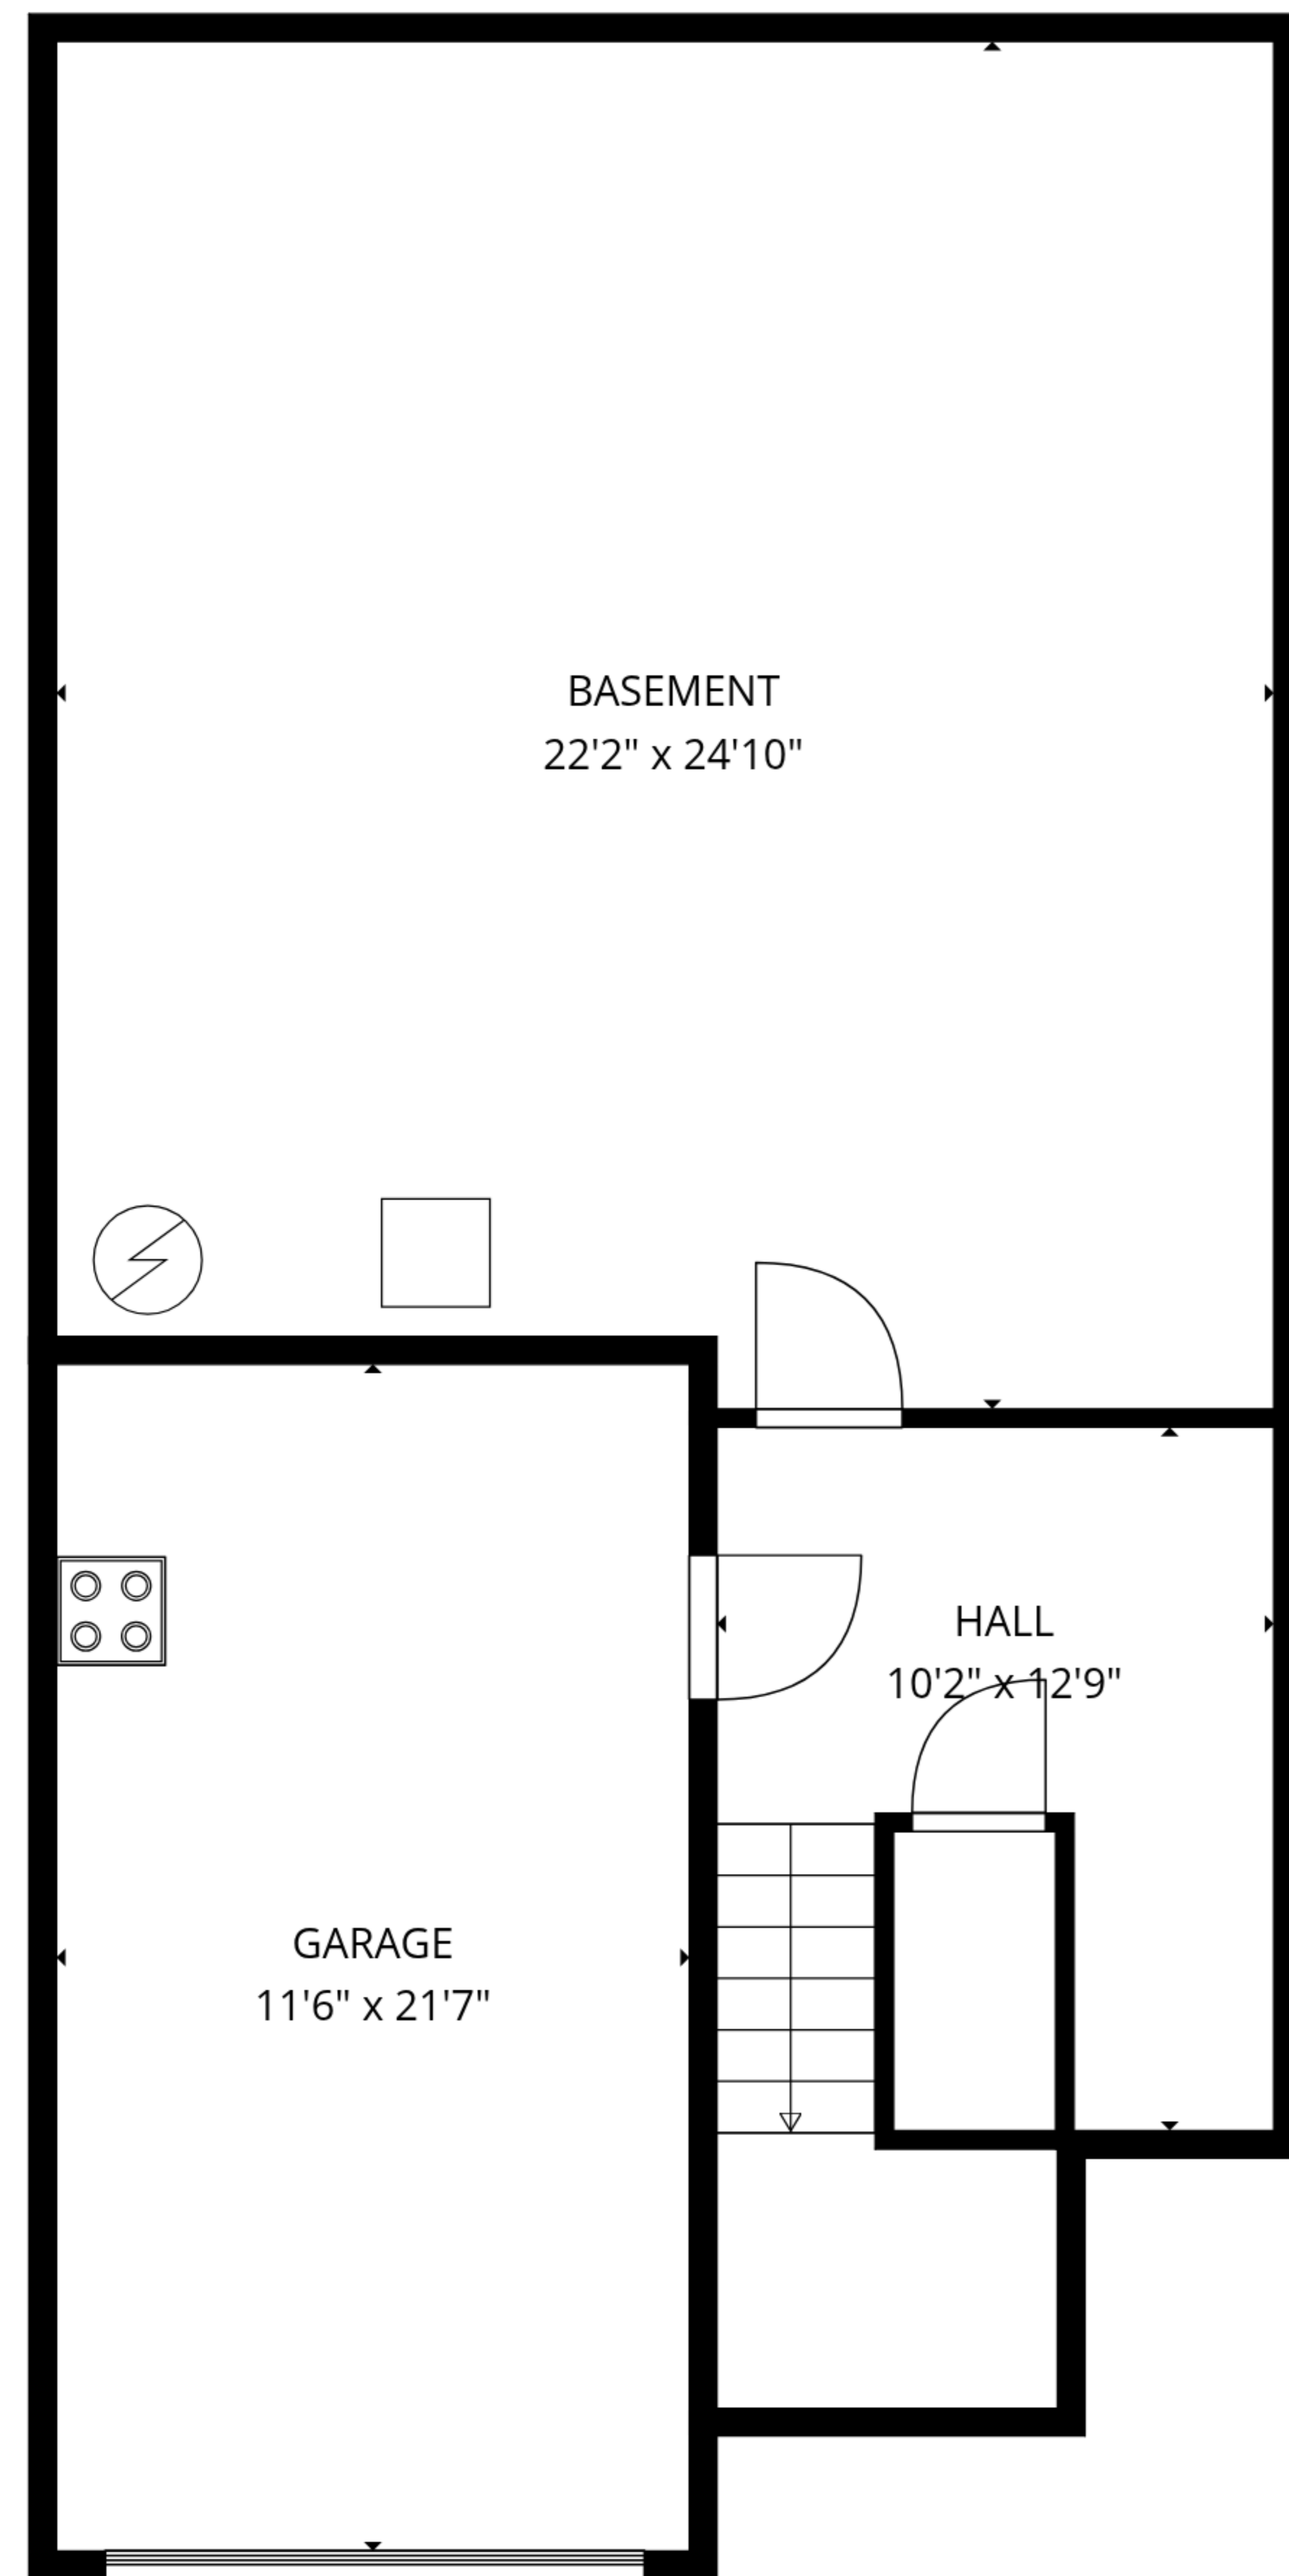 BASEMENT
22'2" x 24'10"
HALL
10'2" x 12'9"
GARAGE
11'6" x 21'7"